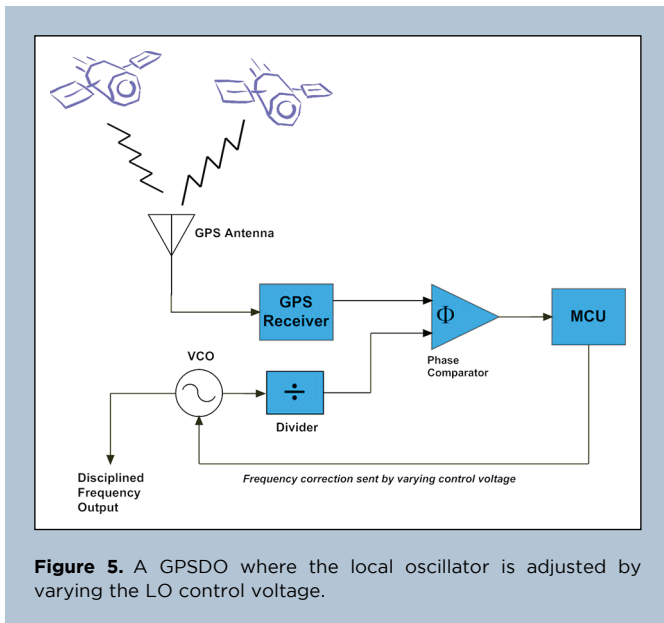 GPS Antenna
GPS
Receiver
Φ
MCU
Phase
Comparator
VCO
÷
Divider
Disciplined
Frequency
Output
Frequency correction sent by varying control voltage
Figure 5. A GPSDO where the local oscillator is adjusted by
varying the LO control voltage.